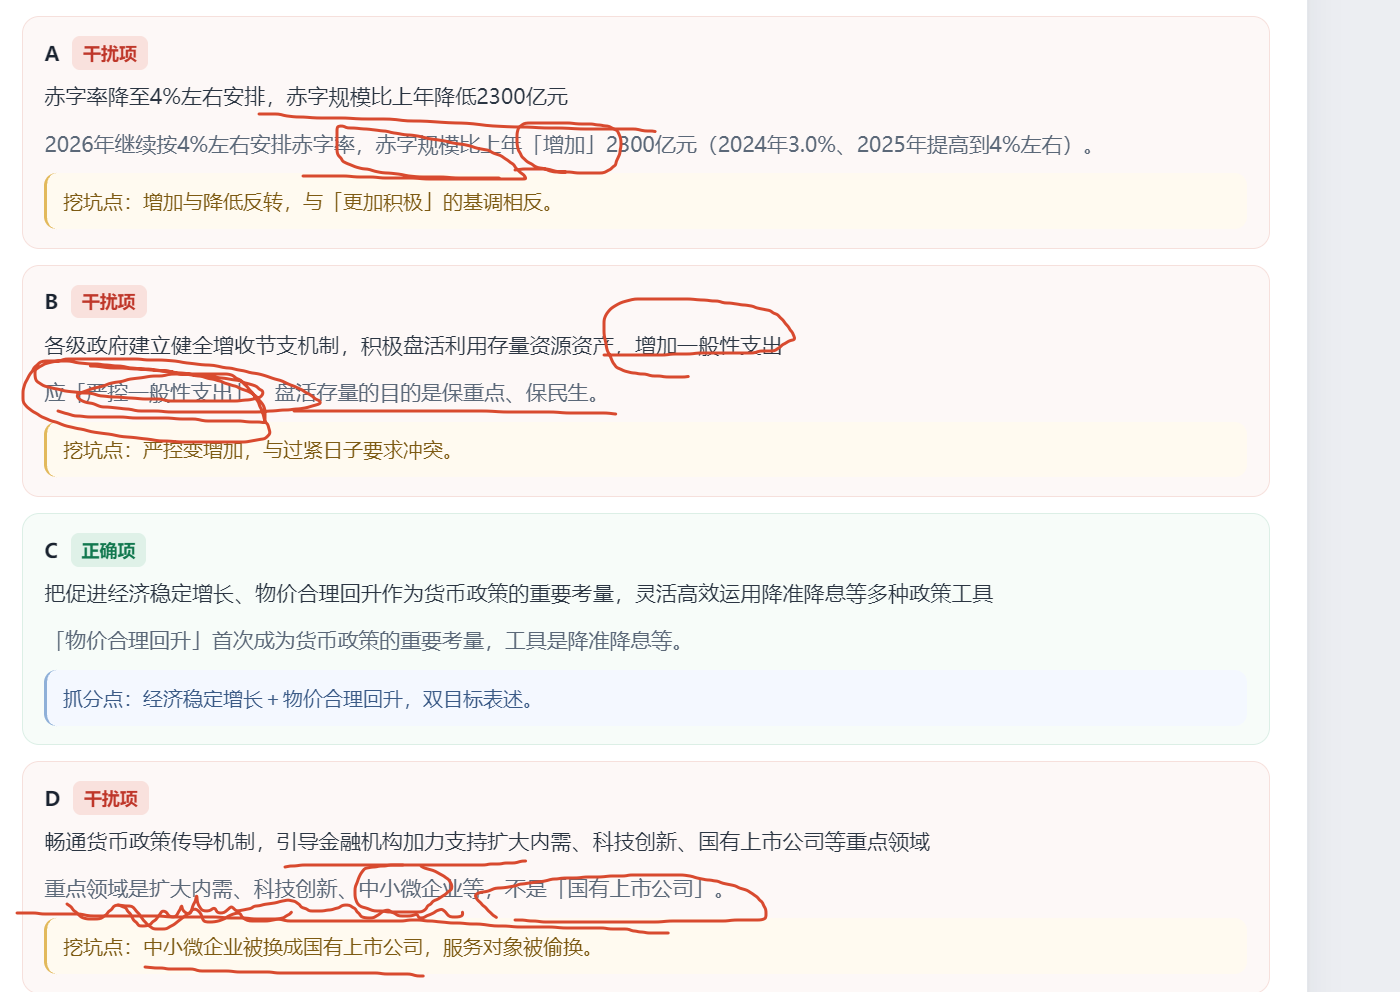 A 干扰项
赤字率降至4%左右安排，赤字规模比上年降低2300亿元
2026年继续按4%左右安排赤字率，赤字规模比上年「增加」2300亿元（2024年3.0%、2025年提高到4%左右）。
挖坑点：增加与降低反转，与「更加积极」的基调相反。
B 干扰项
各级政府建立健全增收节支机制，积极盘活利用存量资源资产，增加一般性支出
应「严控一般性支出」，盘活存量的目的是保重点、保民生。
挖坑点：严控变增加，与过紧日子要求冲突。
C 正确项
把促进经济稳定增长、物价合理回升作为货币政策的重要考量，灵活高效运用降准降息等多种政策工具
「物价合理回升」首次成为货币政策的重要考量，工具是降准降息等。
抓分点：经济稳定增长＋物价合理回升，双目标表述。
D 干扰项
畅通货币政策传导机制，引导金融机构加力支持扩大内需、科技创新、国有上市公司等重点领域
重点领域是扩大内需、科技创新、中小微企业等，不是「国有上市公司」。
挖坑点：中小微企业被换成国有上市公司，服务对象被偷换。